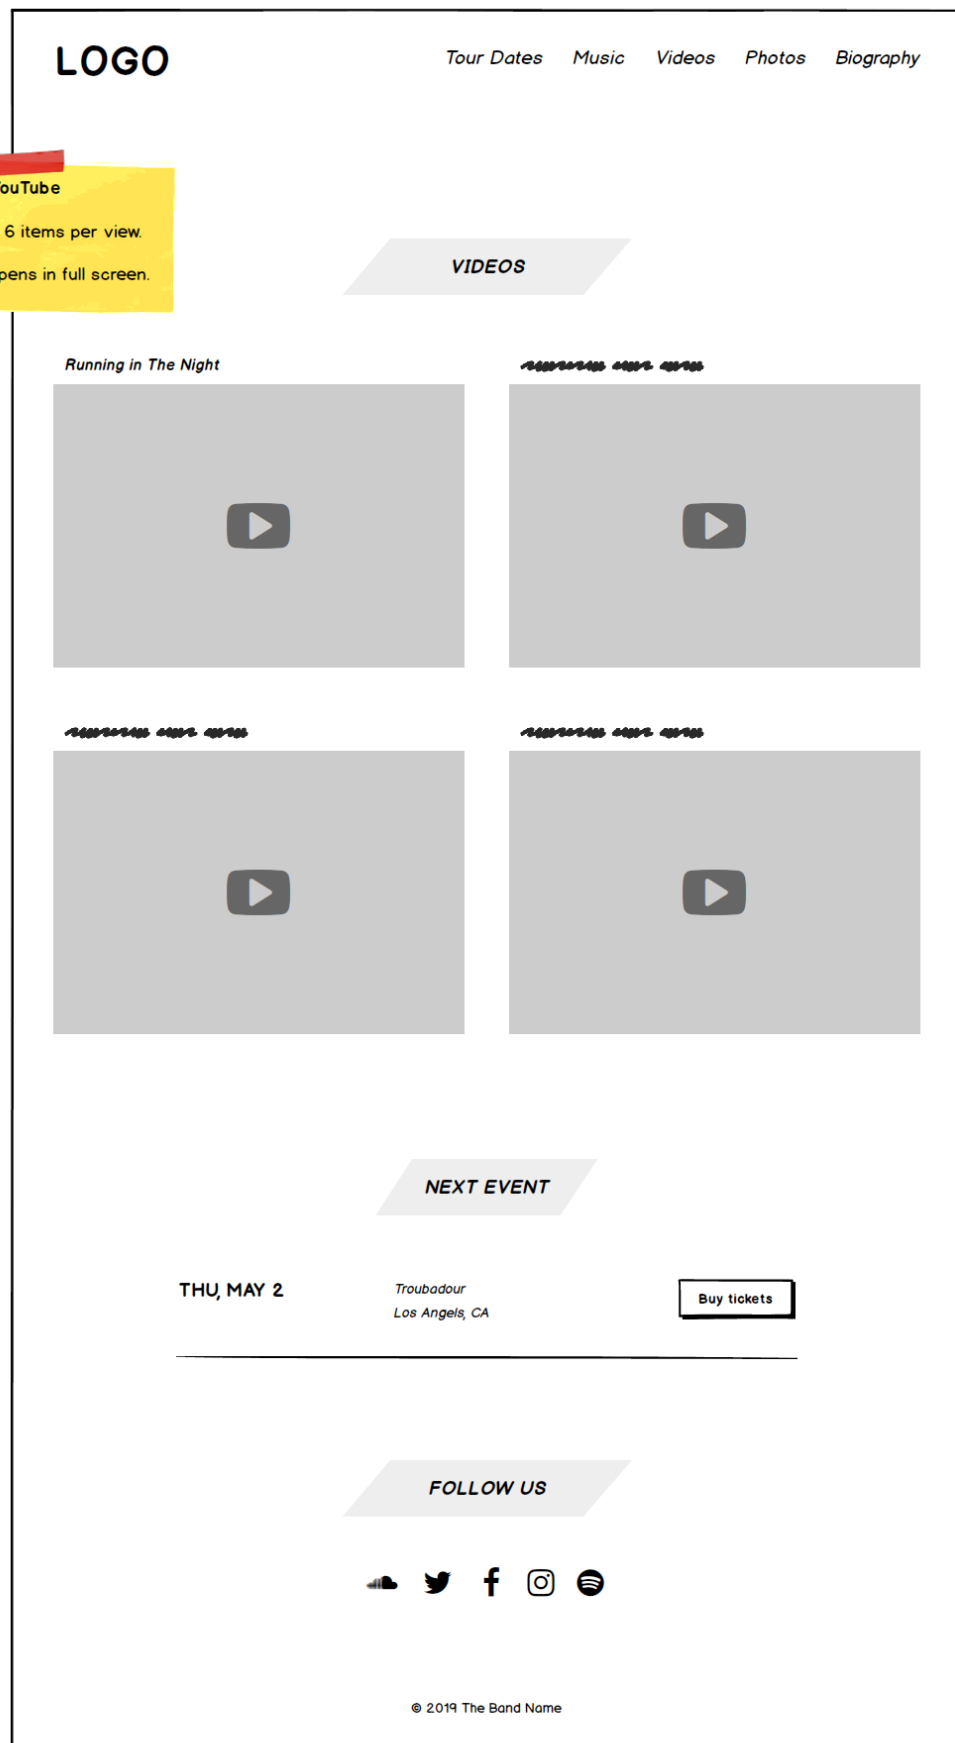 LOGO
Tour Dates Music Videos Photos Biography
ouTube
6 items per view.
pens in full screen.
VIDEOS
Running in The Night
NEXT EVENT
THU, MAY 2
Troubadour
Los Angels, CA
Buy tickets
FOLLOW US
© 2019 The Band Name